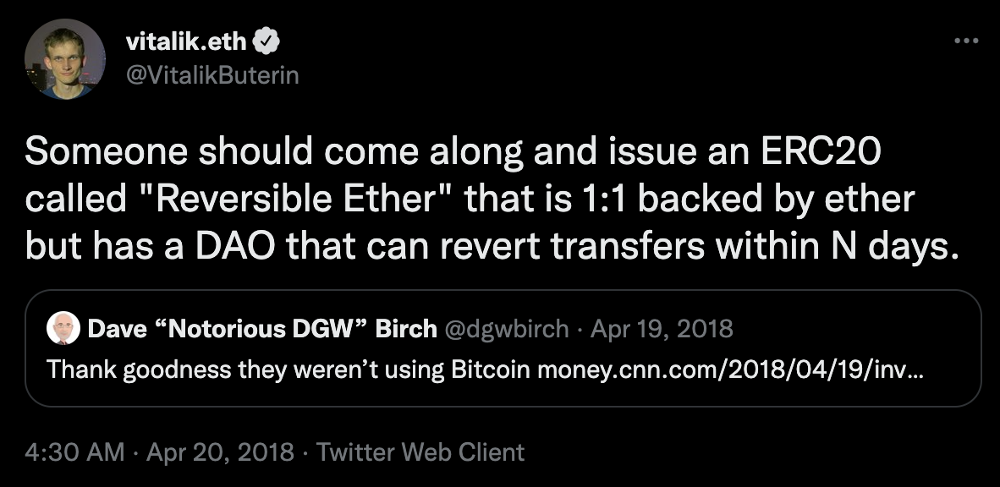 vitalik.eth
@VitalikButerin
Someone should come along and issue an ERC20
called "Reversible Ether" that is 1:1 backed by ether
but has a DAO that can revert transfers within N days.
Dave “Notorious DGW” Birch @dgwbirch · Apr 19, 2018
Thank goodness they weren’t using Bitcoin money.cnn.com/2018/04/19/inv...
4:30 AM · Apr 20, 2018 · Twitter Web Client